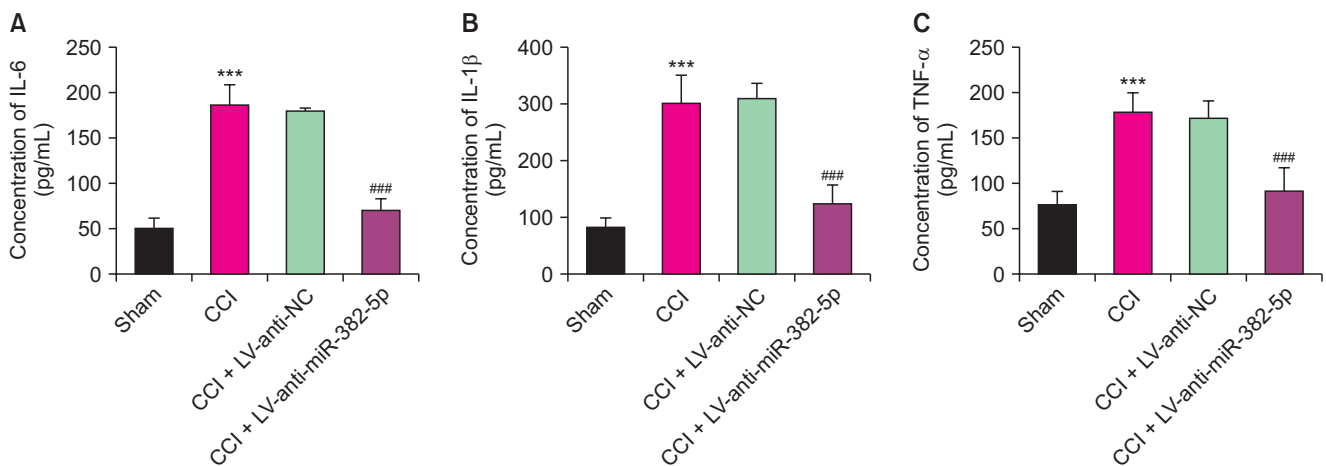 A
Concentration of IL-6
(pg/mL)
250
200
150
100
50
0
***
###
Sham
CCI
CCI + LV-anti-NC
CCI + LV-anti-miR-382-5p
B
Concentration of IL-1β
(pg/mL)
400
300
200
100
0
***
###
Sham
CCI
CCI + LV-anti-NC
CCI + LV-anti-miR-382-5p
C
Concentration of TNF-α
(pg/mL)
250
200
150
100
50
0
***
###
Sham
CCI
CCI + LV-anti-NC
CCI + LV-anti-miR-382-5p